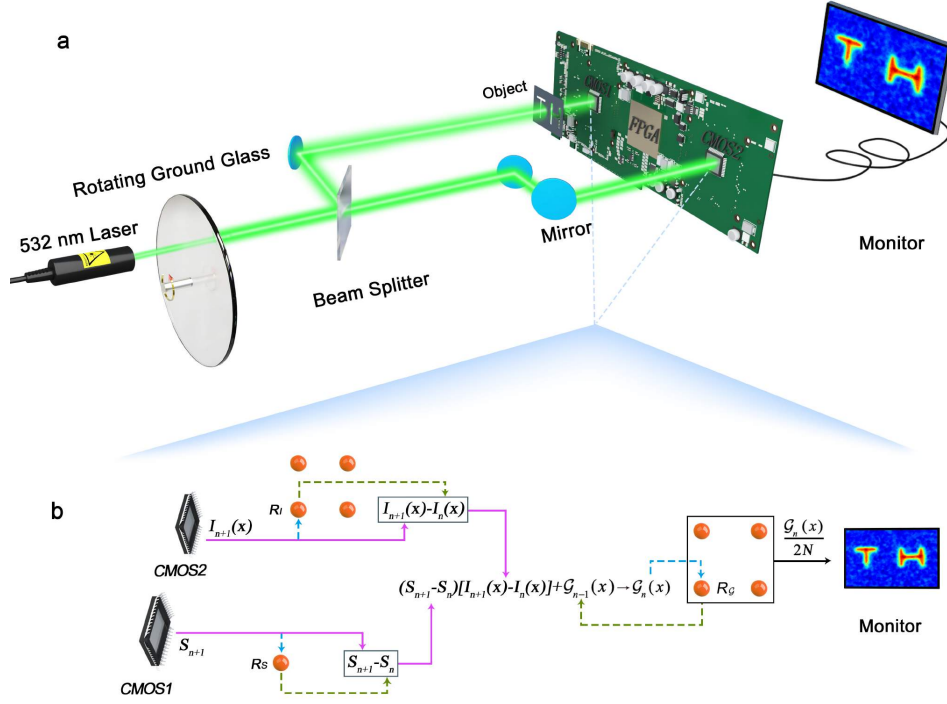 a
Object
CMOS1
FPGA
CMOS2
Rotating Ground Glass
532 nm Laser
Mirror
Monitor
Beam Splitter
b
R_I
I_{n+1}(x)
I_{n+1}(x)-I_n(x)
CMOS2
(S_{n+1}-S_n)[I_{n+1}(x)-I_n(x)]+𝒢_{n-1}(x)→𝒢_n(x)
R_𝒢
𝒢_n(x)
2N
S_{n+1}
R_S
S_{n+1}-S_n
CMOS1
Monitor